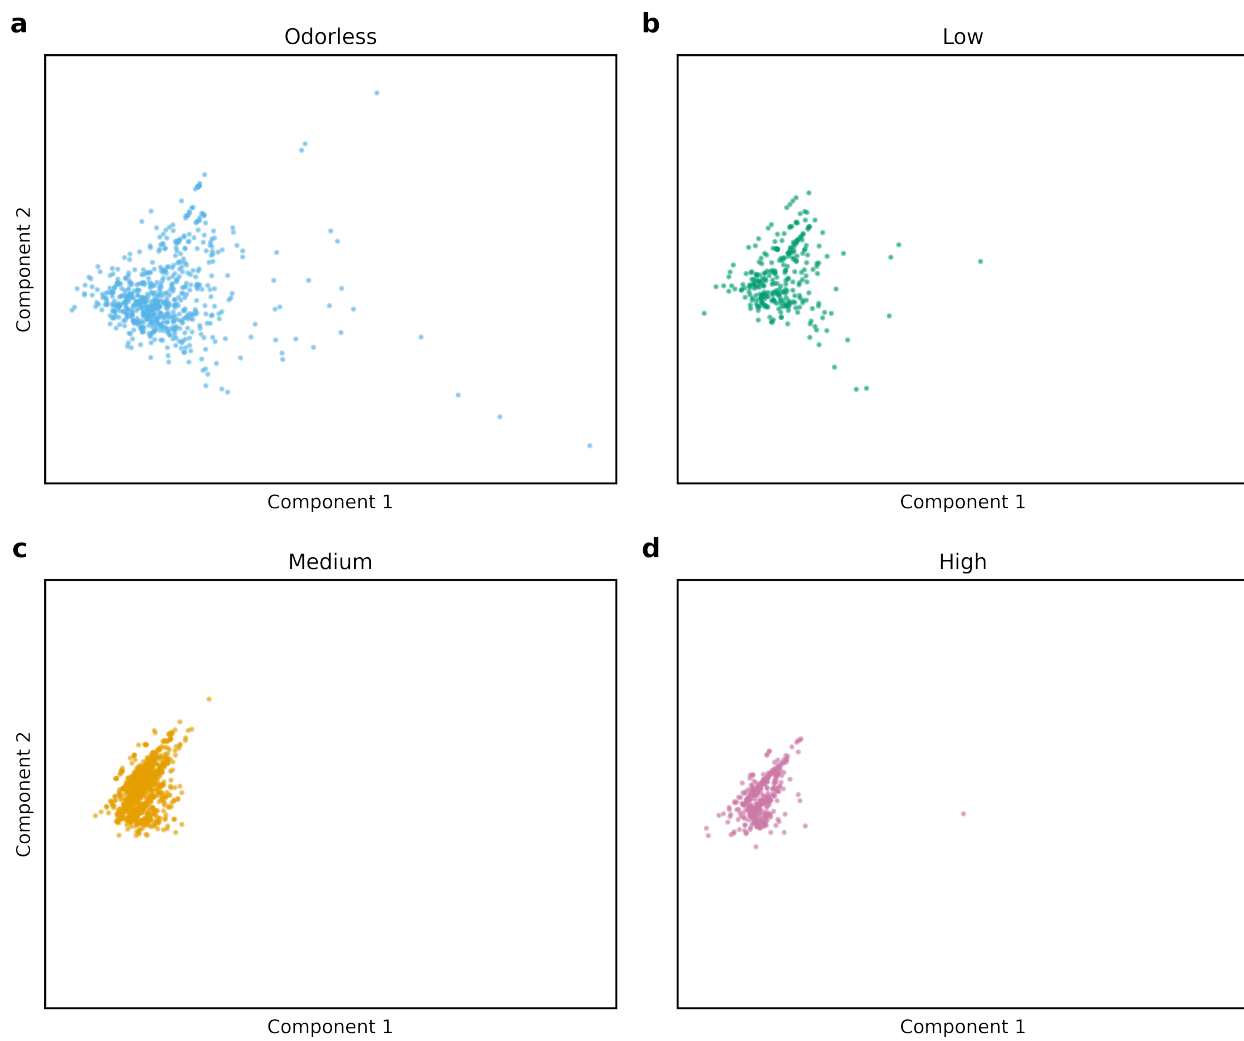 a
Odorless
Component 2
Component 1
b
Low
Component 1
c
Medium
Component 2
Component 1
d
High
Component 1